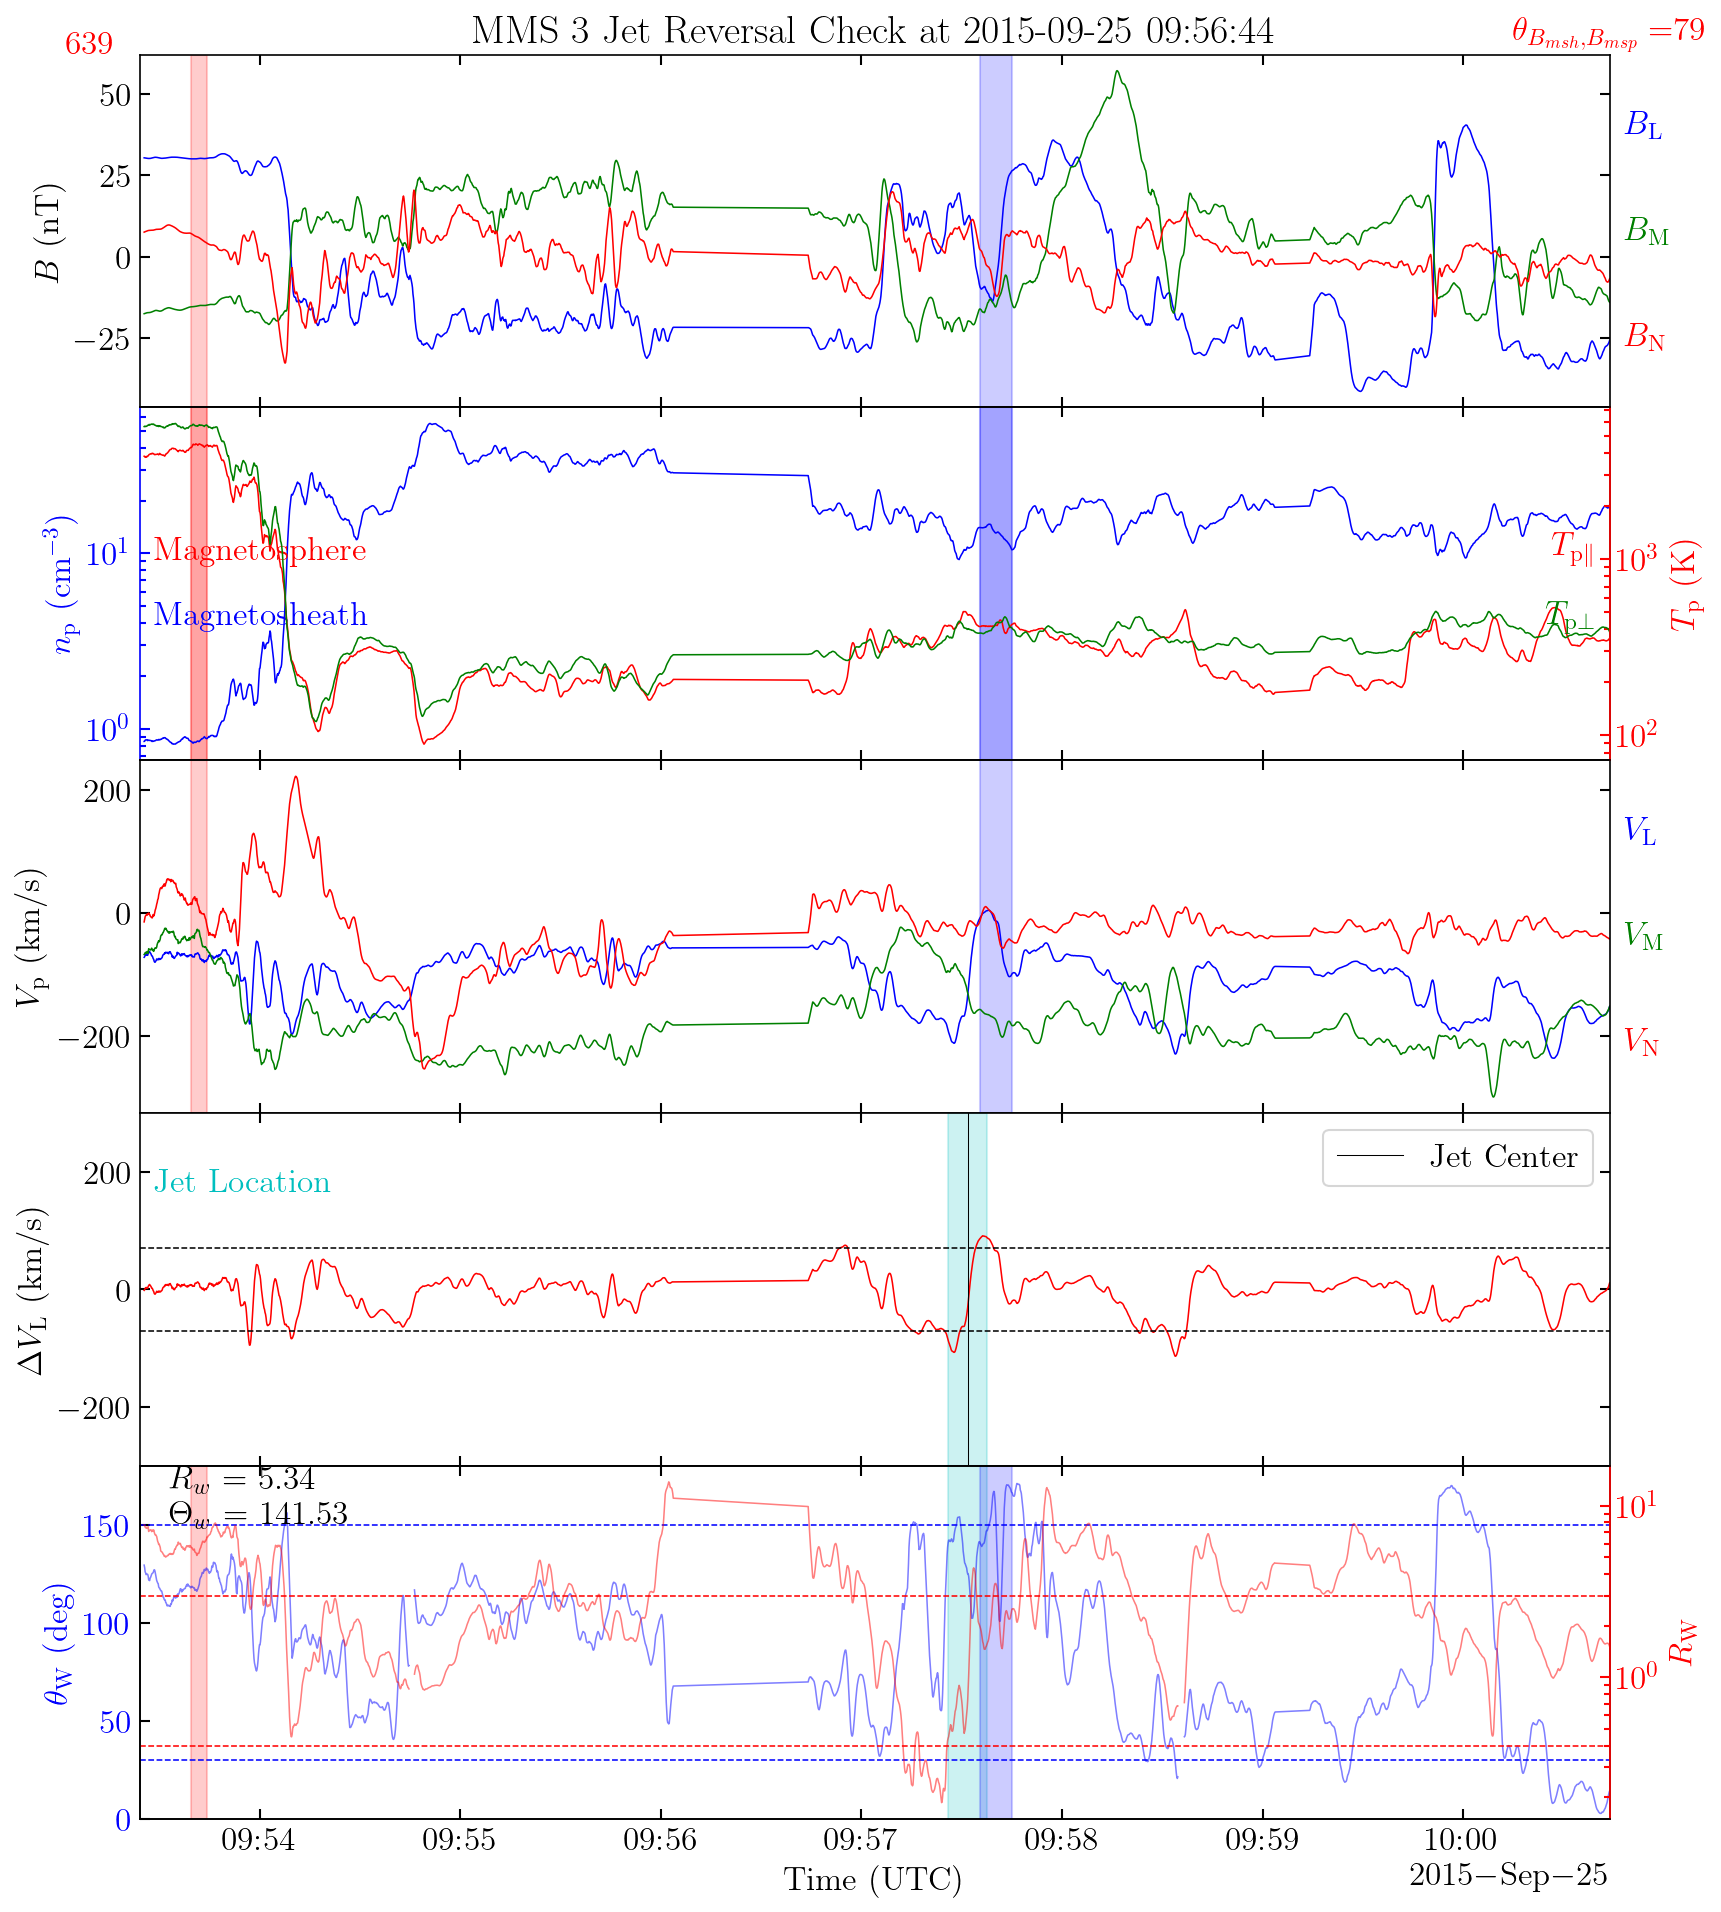 639
MMS 3 Jet Reversal Check at 2015-09-25 09:56:44
θ_{B_{msh},B_{msp}} =79
50
25
0
−25
B (nT)
B_L
B_M
B_N
10^1
10^0
n_p (cm^{−3})
Magnetosphere
Magnetosheath
T_{p∥}
T_{p⊥}
10^3
10^2
T_p (K)
200
0
−200
V_p (km/s)
V_L
V_M
V_N
200
0
−200
ΔV_L (km/s)
Jet Location
Jet Center
R_w = 5.34
Θ_w = 141.53
150
100
50
0
θ_W (deg)
10^1
10^0
R_W
09:54
09:55
09:56
09:57
09:58
09:59
10:00
Time (UTC)
2015−Sep−25